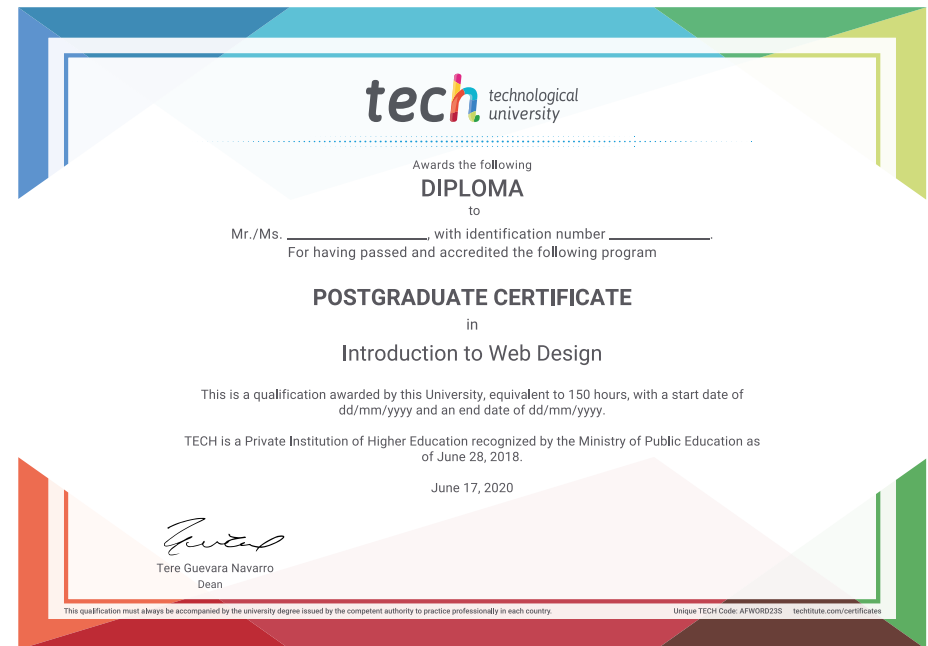 tech technological
university
Awards the following
DIPLOMA
to
Mr./Ms. ____________________, with identification number ______________.
For having passed and accredited the following program
POSTGRADUATE CERTIFICATE
in
Introduction to Web Design
This is a qualification awarded by this University, equivalent to 150 hours, with a start date of
dd/mm/yyyy and an end date of dd/mm/yyyy.
TECH is a Private Institution of Higher Education recognized by the Ministry of Public Education as
of June 28, 2018.
June 17, 2020
Tere Guevara Navarro
Dean
This qualification must always be accompanied by the university degree issued by the competent authority to practice professionally in each country.
Unique TECH Code: AFWORD23S techtitute.com/certificates